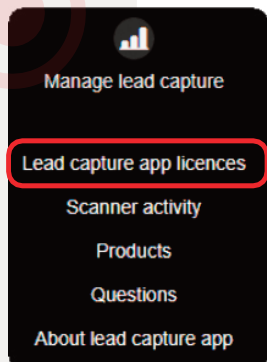 Manage lead capture
Lead capture app licences
Scanner activity
Products
Questions
About lead capture app